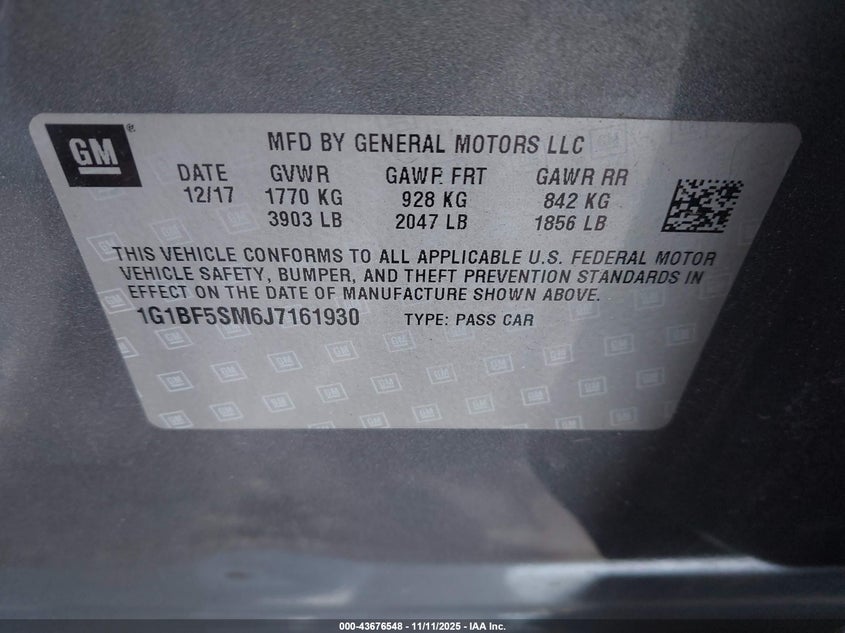 GM
MFD BY GENERAL MOTORS LLC
DATE GVWR GAWR FRT GAWR RR
12/17 1770 KG 928 KG 842 KG
3903 LB 2047 LB 1856 LB
THIS VEHICLE CONFORMS TO ALL APPLICABLE U.S. FEDERAL MOTOR
VEHICLE SAFETY, BUMPER, AND THEFT PREVENTION STANDARDS IN
EFFECT ON THE DATE OF MANUFACTURE SHOWN ABOVE.
1G1BF5SM6J7161930 TYPE: PASS CAR
000-43676548 - 11/11/2025 - IAA Inc.